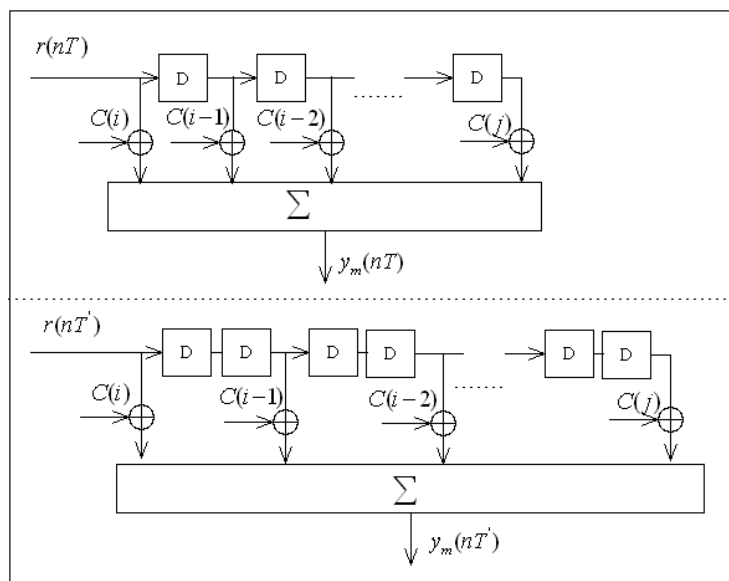 r(nT)
D D D
........
C(i) C(i−1) C(i−2) C(j)
∑
y_m(nT)
r(nT')
D D D D D D
........
C(i) C(i−1) C(i−2) C(j)
∑
y_m(nT')